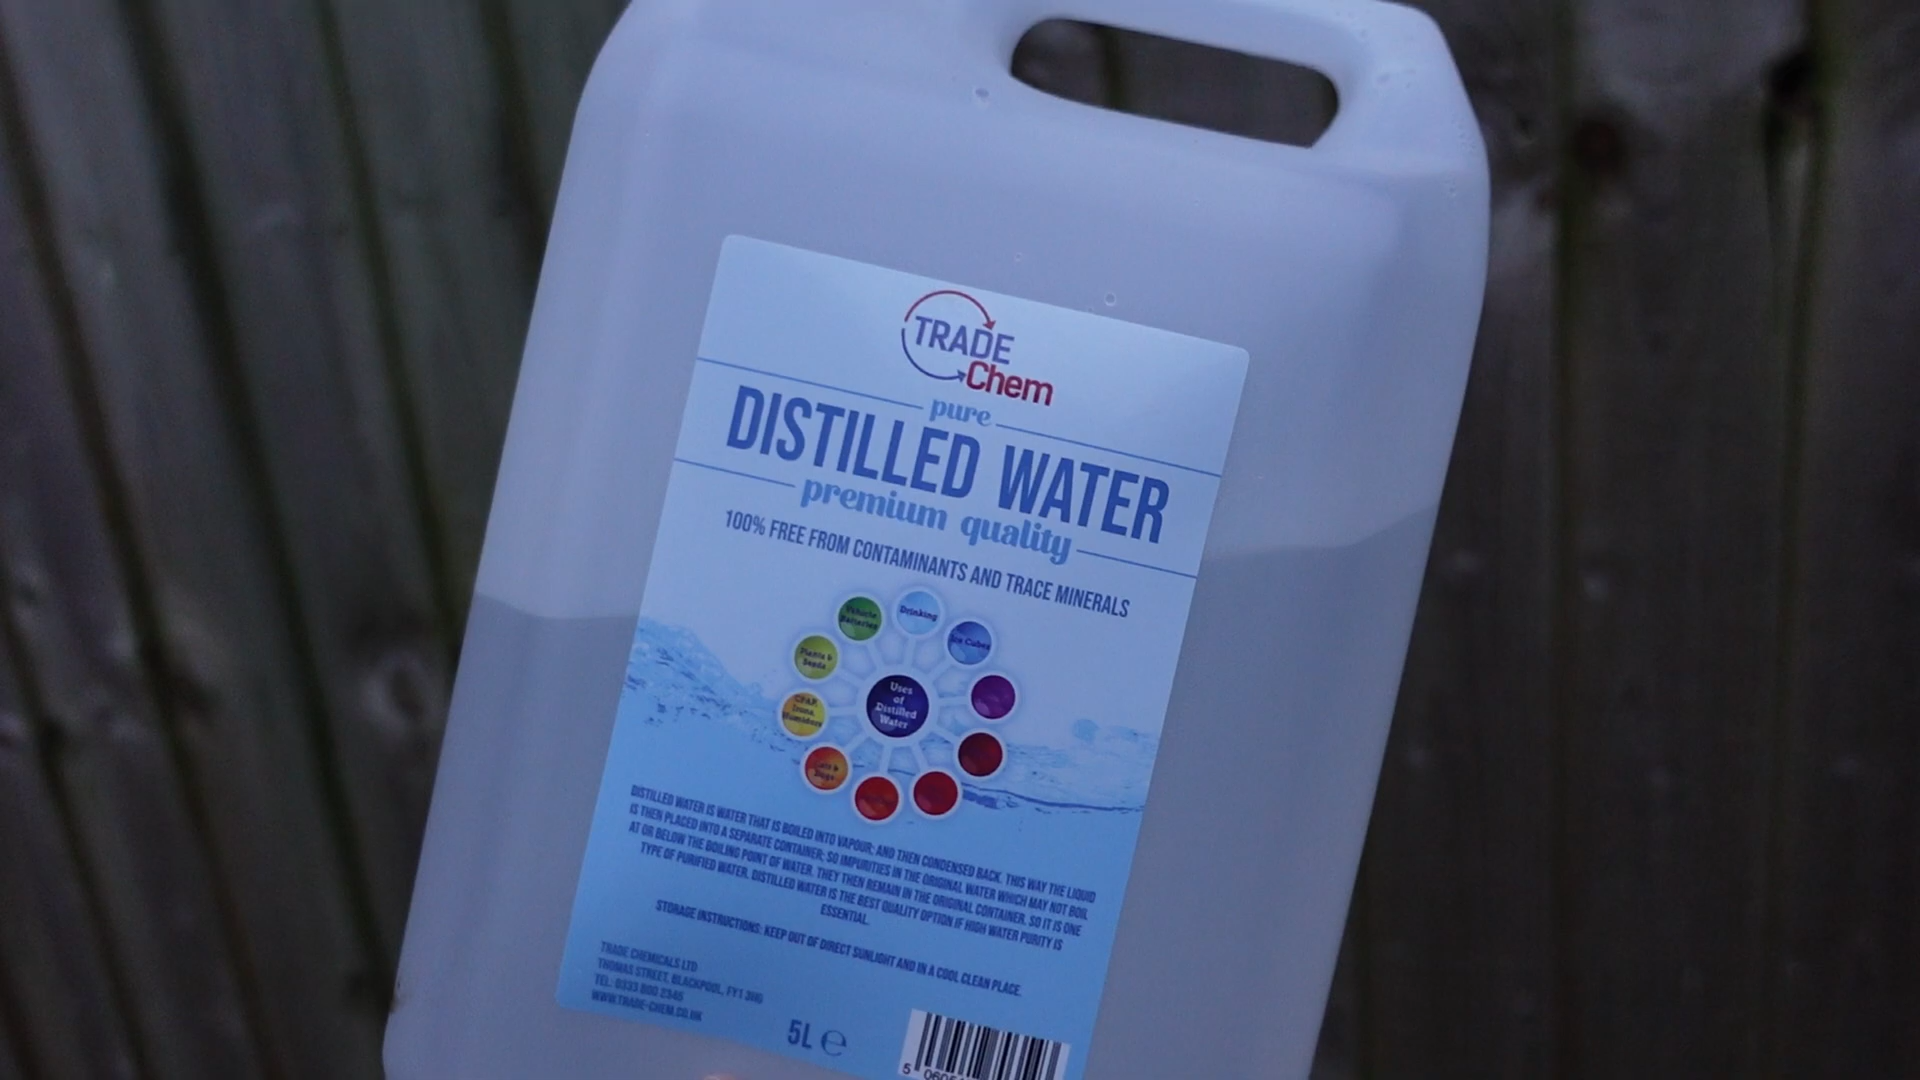 TRADE
Chem
pure
DISTILLED WATER
premium quality
100% FREE FROM CONTAMINANTS AND TRACE MINERALS
Vehicle
Batteries
Drinking
Ice Cubes
Plants &
Seeds
CPAP,
Irons,
Humidors
Uses
of
Distilled
Water
Cats &
Dogs
DISTILLED WATER IS WATER THAT IS BOILED INTO VAPOUR; AND THEN CONDENSED BACK. THIS WAY THE LIQUID
IS THEN PLACED INTO A SEPARATE CONTAINER; SO IMPURITIES IN THE ORIGINAL WATER WHICH MAY NOT BOIL
AT OR BELOW THE BOILING POINT OF WATER. THEY THEN REMAIN IN THE ORIGINAL CONTAINER. SO IT IS ONE
TYPE OF PURIFIED WATER. DISTILLED WATER IS THE BEST QUALITY OPTION IF HIGH WATER PURITY IS
ESSENTIAL.
STORAGE INSTRUCTIONS: KEEP OUT OF DIRECT SUNLIGHT AND IN A COOL CLEAN PLACE.
TRADE CHEMICALS LTD
THOMAS STREET, BLACKPOOL, FY1
TEL: 0333 800
WWW.TRADE-CHEM.CO.UK
5L ℮
5